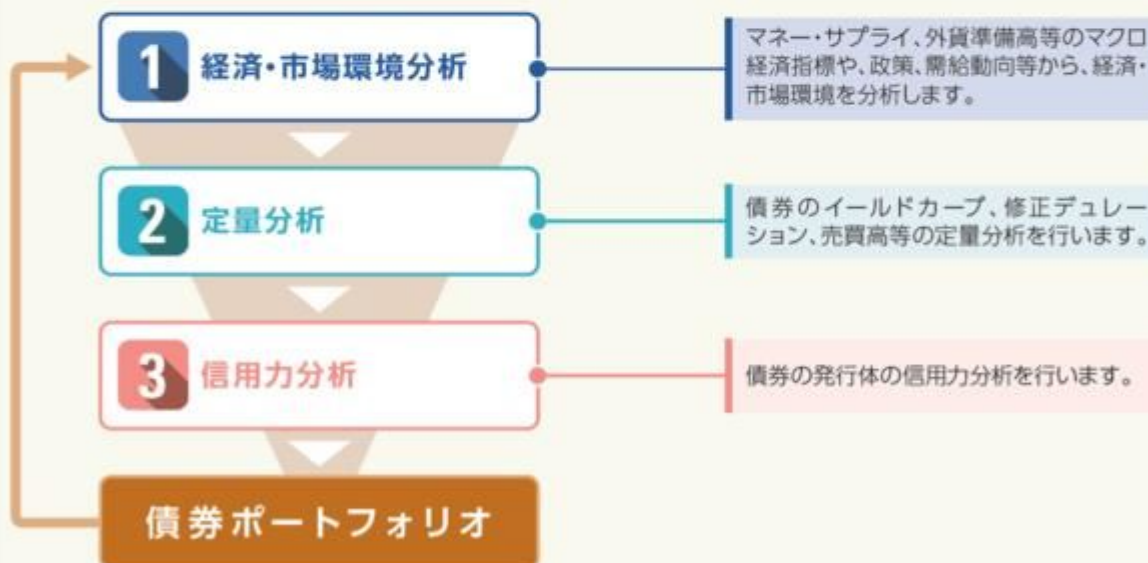 1 経済・市場環境分析
マネー・サプライ、外貨準備高等のマクロ
経済指標や、政策、需給動向等から、経済・
市場環境を分析します。
2 定量分析
債券のイールドカーブ、修正デュレー
ション、売買高等の定量分析を行います。
3 信用力分析
債券の発行体の信用力分析を行います。
債券ポートフォリオ